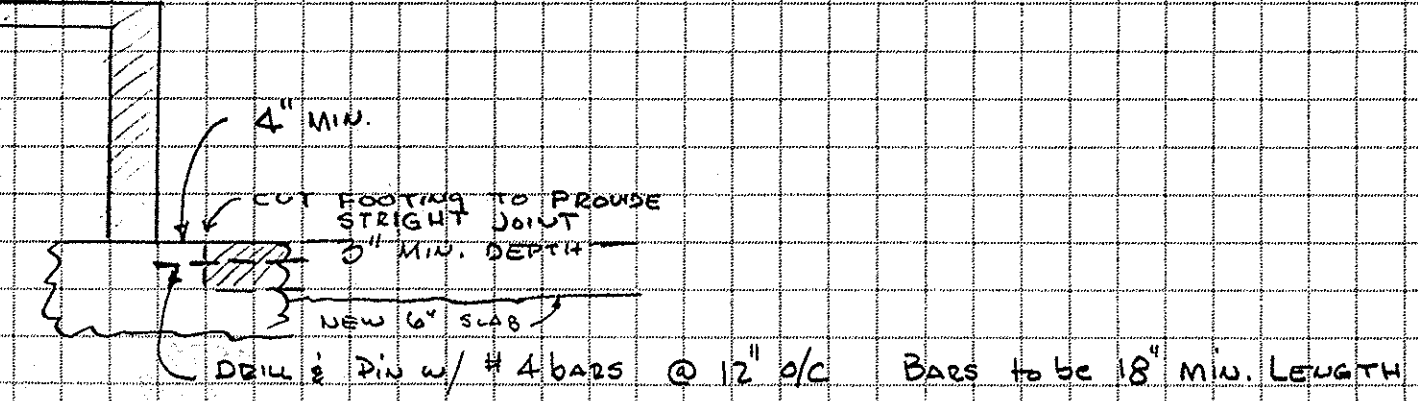 4" MIN.
CUT FOOTING TO PROVIDE
STRIGHT JOINT
3" MIN. DEPTH
NEW 6" SLAB
DRILL & PIN w/ #4 bARS @ 12" O/C BARS to be 18" MIN. LENGTH